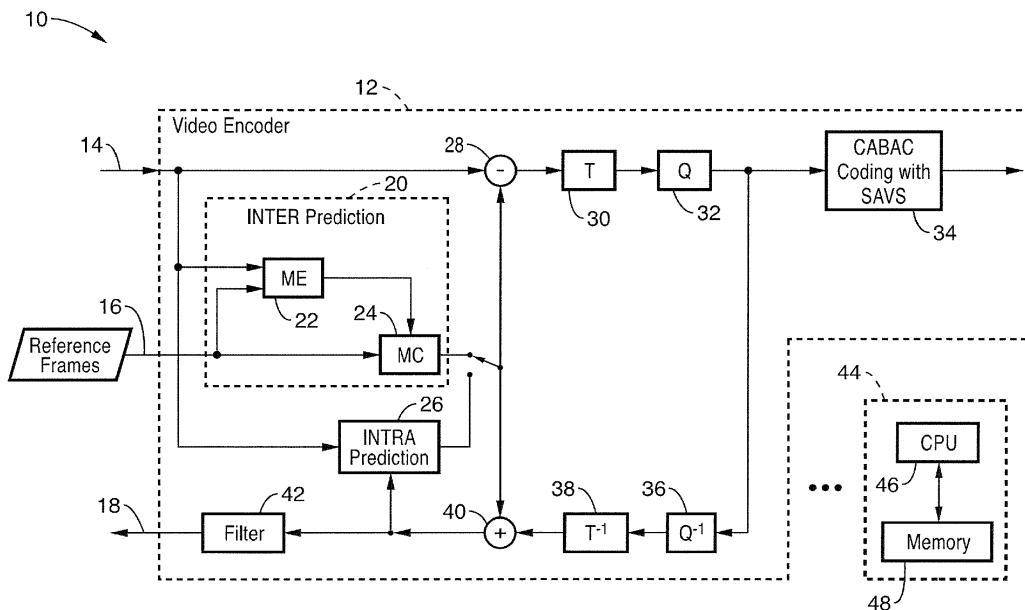 10
12
Video Encoder
14
28
-
T
30
Q
32
CABAC
Coding with
SAVS
34
20
INTER Prediction
ME
22
16
24
MC
Reference
Frames
26
INTRA
Prediction
44
CPU
46
Memory
48
18
42
Filter
40
+
38
T-1
36
Q-1